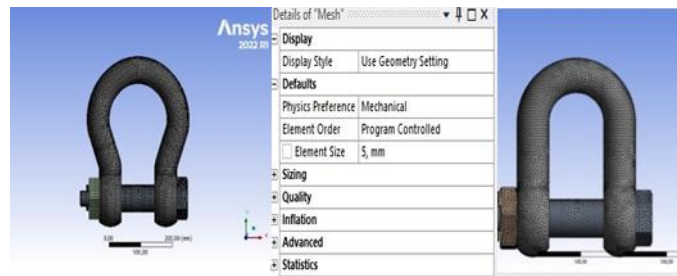 Ansys
2022 R1
Details of "Mesh"
Display
Display Style Use Geometry Setting
Defaults
Physics Preference Mechanical
Element Order Program Controlled
Element Size 5, mm
Sizing
Quality
Inflation
Advanced
Statistics
0,00 200,00 (mm)
100,00